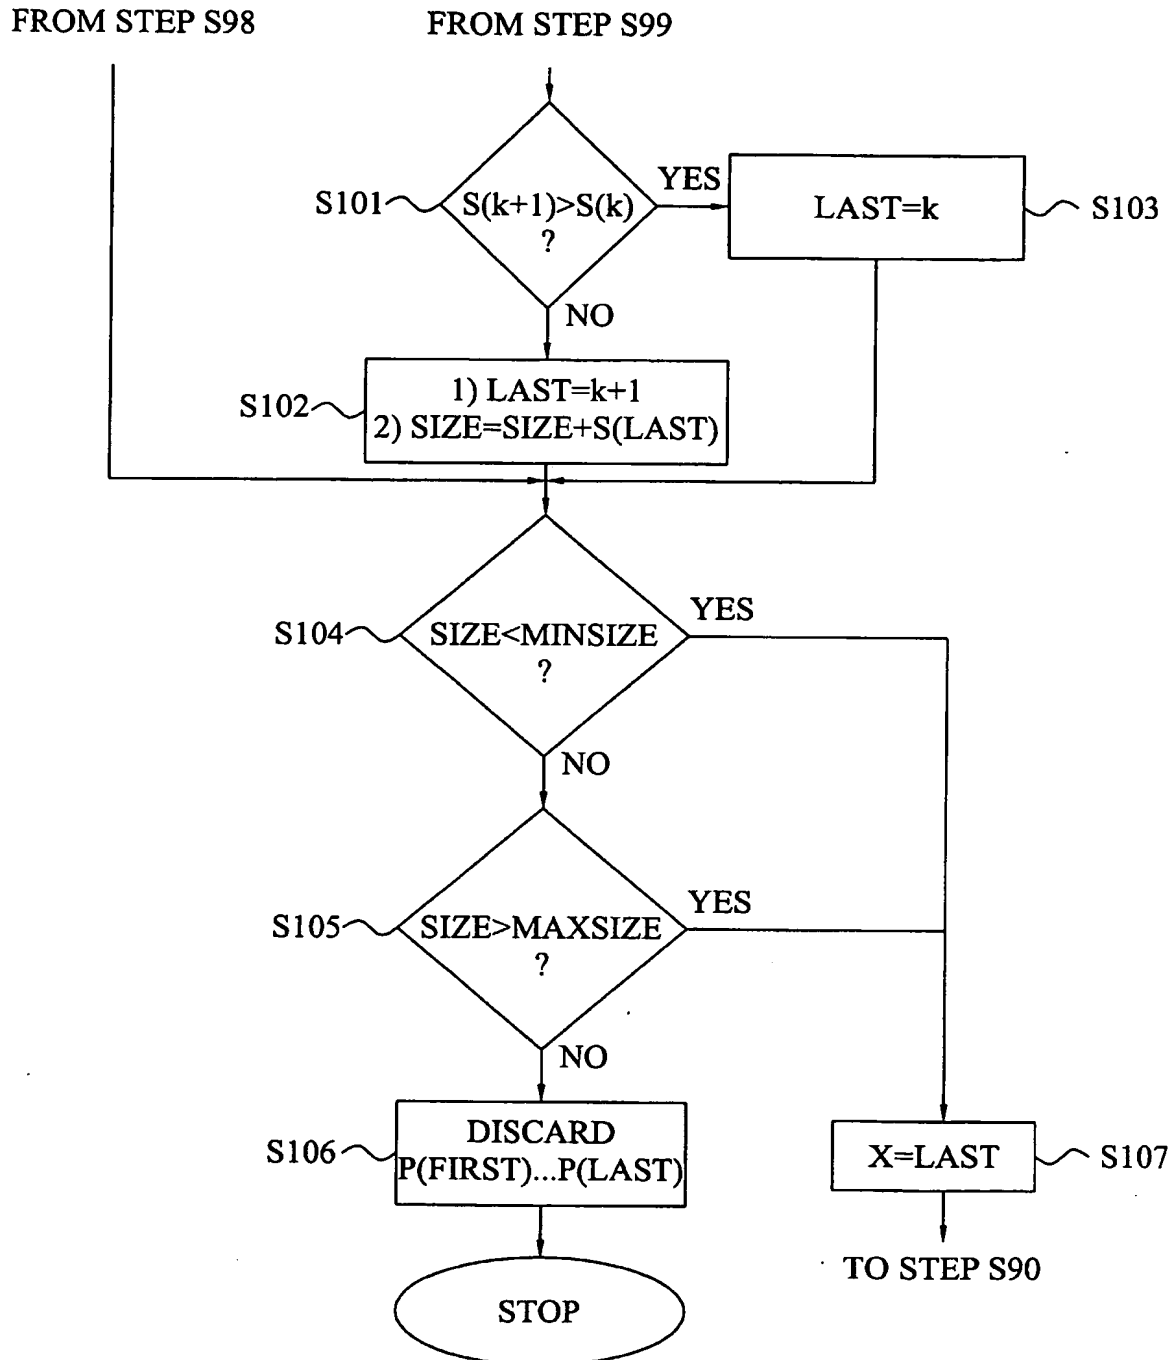 FROM STEP S98
FROM STEP S99
S101
S(k+1)>S(k)
?
YES
LAST=k
S103
NO
S102
1) LAST=k+1
2) SIZE=SIZE+S(LAST)
S104
SIZE<MINSIZE
?
YES
NO
S105
SIZE>MAXSIZE
?
YES
NO
S106
DISCARD
P(FIRST)...P(LAST)
X=LAST
S107
TO STEP S90
STOP